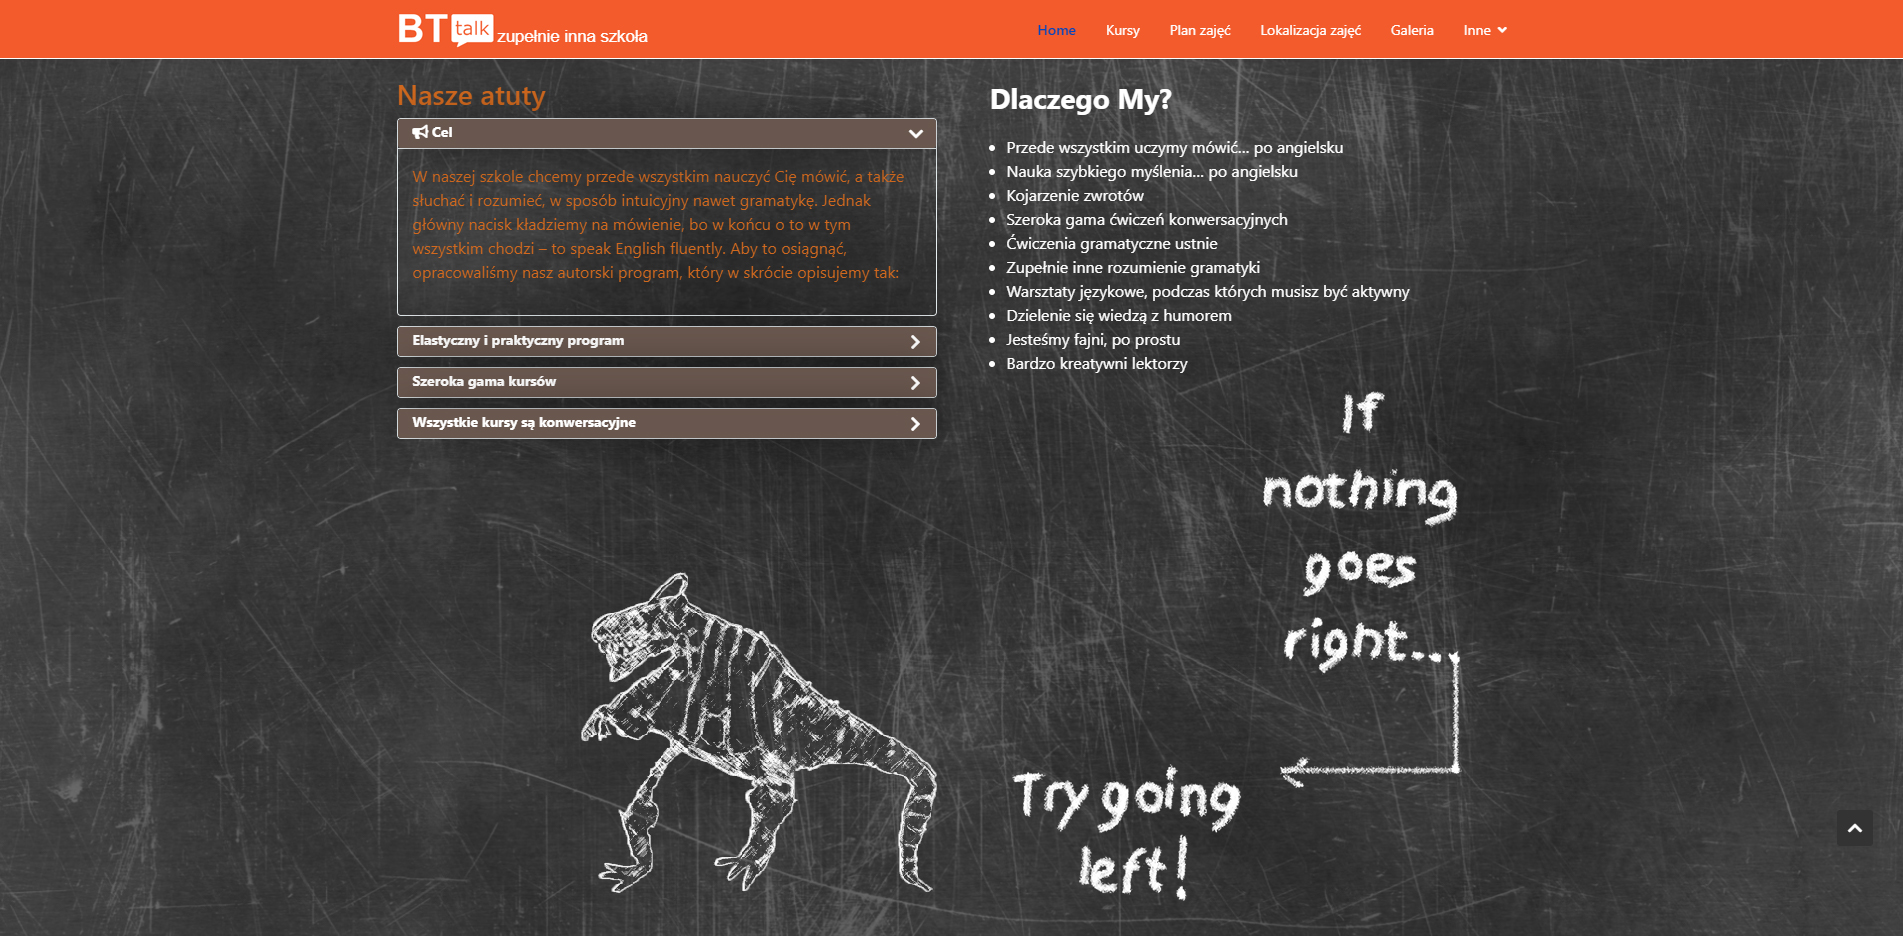 BT talk zupełnie inna szkoła
Home Kursy Plan zajęć Lokalizacja zajęć Galeria Inne
Nasze atuty
Cel
W naszej szkole chcemy przede wszystkim nauczyć Cię mówić, a także
słuchać i rozumieć, w sposób intuicyjny nawet gramatykę. Jednak
główny nacisk kładziemy na mówienie, bo w końcu o to w tym
wszystkim chodzi – to speak English fluently. Aby to osiągnąć,
opracowaliśmy nasz autorski program, który w skrócie opisujemy tak:
Elastyczny i praktyczny program
Szeroka gama kursów
Wszystkie kursy są konwersacyjne
Dlaczego My?
Przede wszystkim uczymy mówić... po angielsku
Nauka szybkiego myślenia... po angielsku
Kojarzenie zwrotów
Szeroka gama ćwiczeń konwersacyjnych
Ćwiczenia gramatyczne ustnie
Zupełnie inne rozumienie gramatyki
Warsztaty językowe, podczas których musisz być aktywny
Dzielenie się wiedzą z humorem
Jesteśmy fajni, po prostu
Bardzo kreatywni lektorzy
If
nothing
goes
right...
Try going
left!